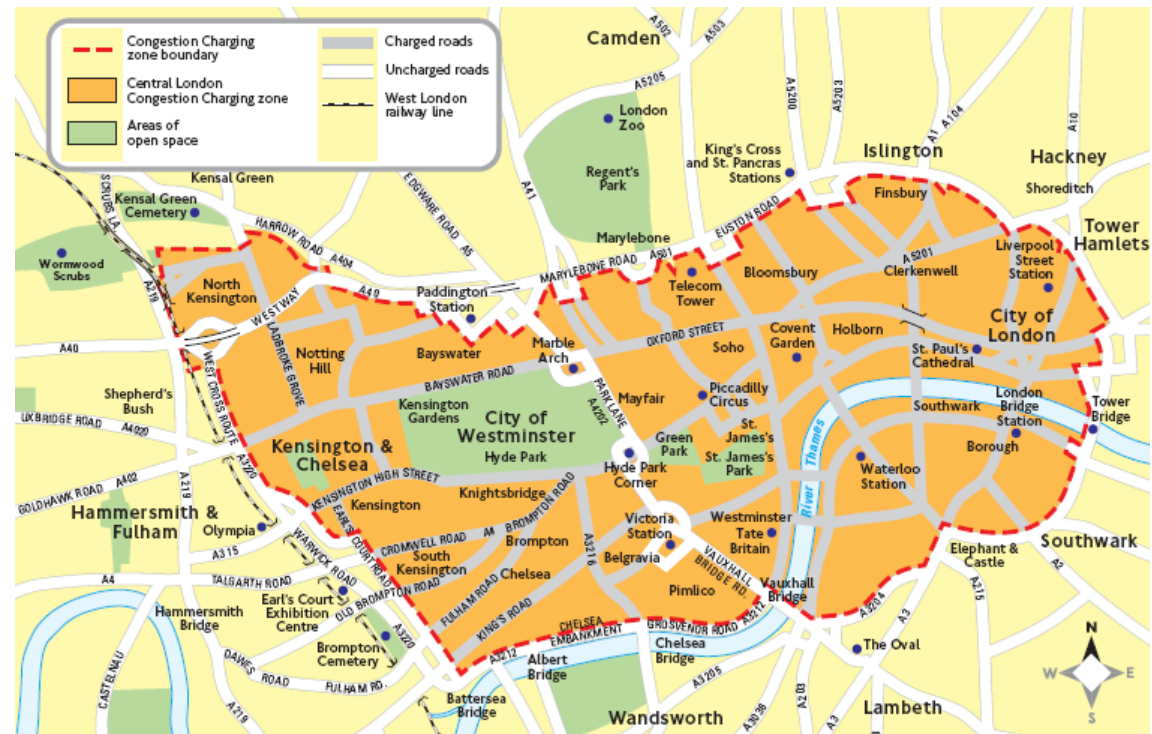 Congestion Charging
zone boundary
Central London
Congestion Charging zone
Areas of
open space
Charged roads
Uncharged roads
West London
railway line
A502
A503
Camden
A5205
A5200
A5203
London
Zoo
A41
A1
A104
A10
King's Cross
and St. Pancras
Stations
Islington
Hackney
Regent's
Park
Finsbury
Shoreditch
Kensal Green
SCRUBS LA.
EDGWARE ROAD A5
Kensal Green
Cemetery
HARROW ROAD A404
EUSTON ROAD
Marylebone
Tower
Hamlets
Liverpool
Street
Station
A5201
Clerkenwell
Wormwood
Scrubs
MARYLEBONE ROAD A501
Bloomsbury
Telecom
Tower
A219
North
Kensington
WESTWAY
A40
Paddington
Station
City of
London
OXFORD STREET
Covent
Garden
Holborn
A40
LADBROKE GROVE
Notting
Hill
Bayswater
Marble
Arch
Soho
St. Paul's
Cathedral
WEST CROSS ROUTE
BAYSWATER ROAD
PARK LANE
A4202
Mayfair
Piccadilly
Circus
Shepherd's
Bush
Kensington
Gardens
City of
Westminster
Southwark
London
Bridge
Station
Tower
Bridge
UXBRIDGE ROAD
A4020
Kensington &
Chelsea
Hyde Park
Green
Park
St.
James's
St. James's
Park
River Thames
Borough
Hyde Park
Corner
Waterloo
Station
GOLDHAWK ROAD
A402
A219
A3220
KENSINGTON HIGH STREET
Kensington
Knightsbridge
Hammersmith &
Fulham
Olympia
EARL'S COURT ROAD
CROMWELL ROAD
A4
BROMPTON ROAD
Brompton
A3216
Victoria
Station
Westminster
Tate
Britain
A315
WARWICK ROAD
South
Kensington
Belgravia
VAUXHALL
BRIDGE RD.
Elephant &
Castle
Southwark
A4
TALGARTH ROAD
Chelsea
Earl's Court
Exhibition
Centre
OLD BROMPTON ROAD
FULHAM ROAD
KING'S ROAD
Pimlico
Vauxhall
Bridge
A3204
A3
A215
A2
Hammersmith
Bridge
CHELSEA
EMBANKMENT
GROSVENOR ROAD
A3212
Chelsea
Bridge
The Oval
N
W
E
S
Brompton
Cemetery
A3220
A3212
Albert
Bridge
A3205
CASTELNAU
DAWES ROAD
FULHAM RD.
A219
Battersea
Bridge
Wandsworth
A3036
A203
A3
A23
Lambeth